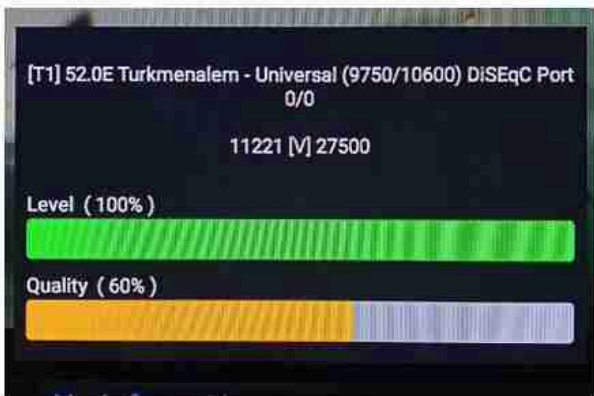 [T1] 52.0E Turkmenalem - Universal (9750/10600) DiSEqC Port
0/0
11221 [V] 27500
Level ( 100% )
Quality ( 60% )